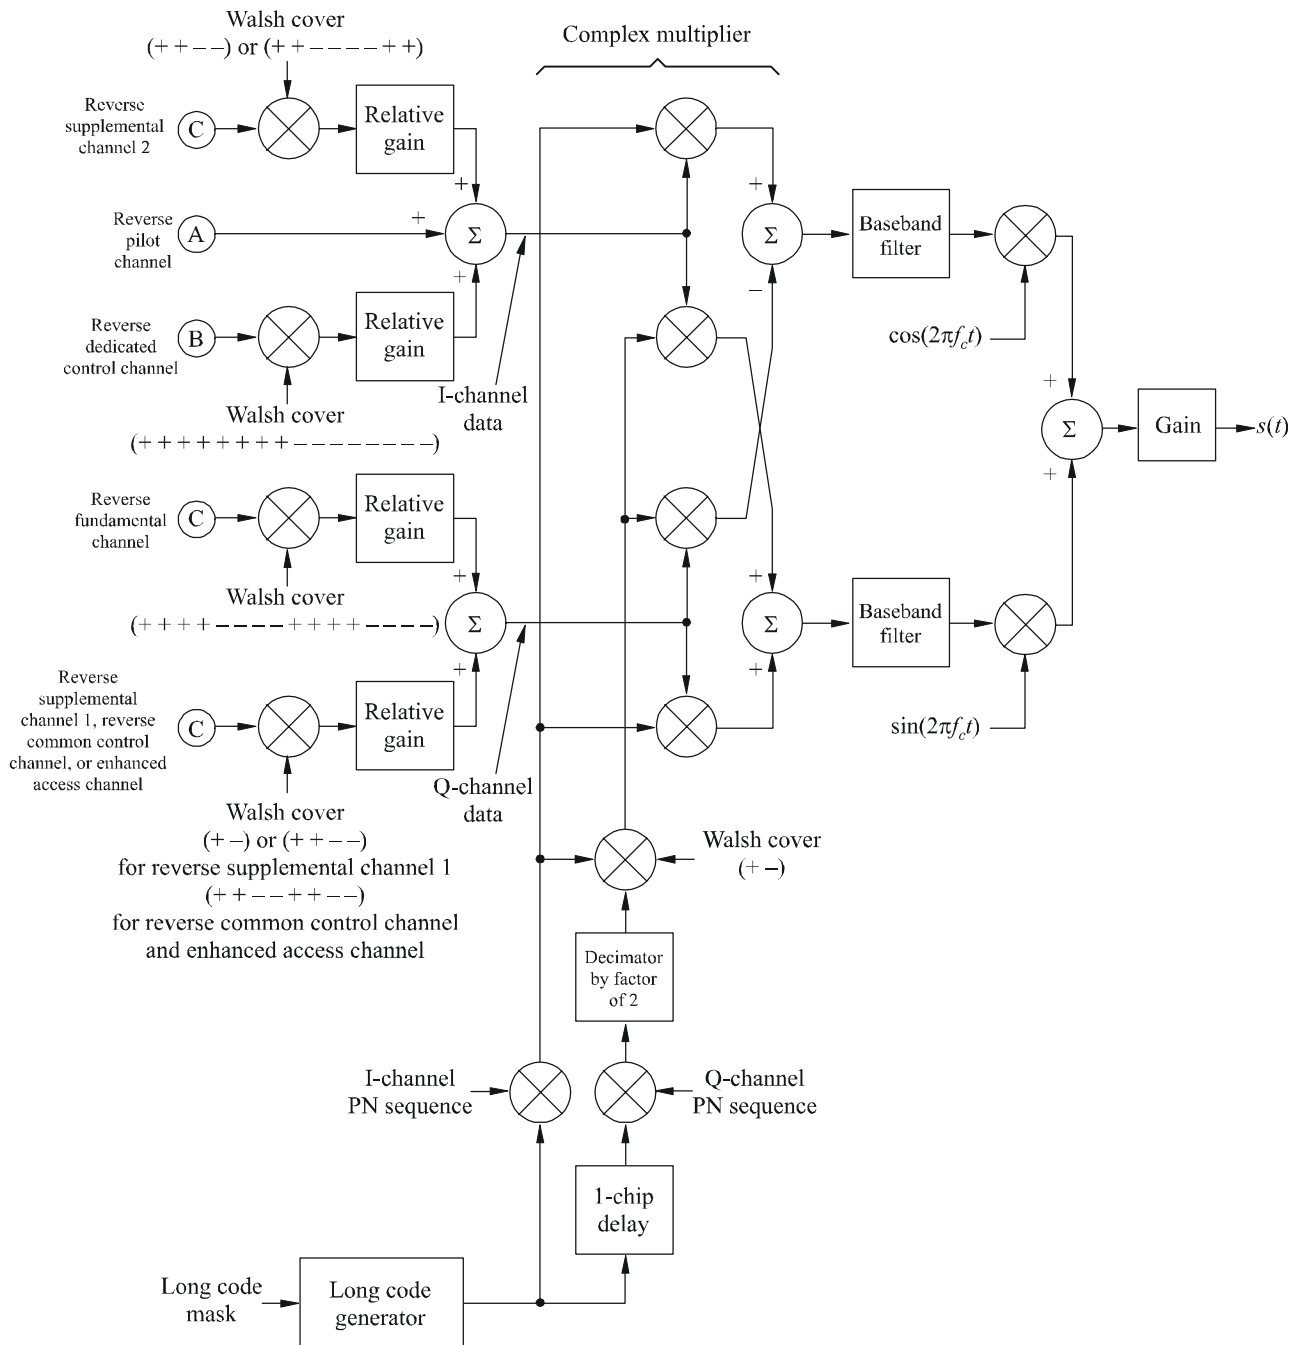 Walsh cover
(+ + − −) or (+ + − − − − + +)
Complex multiplier
Reverse
supplemental
channel 2
C
Relative
gain
+
+
Reverse
pilot
channel
A
+
Σ
Σ
Baseband
filter
+
−
Reverse
dedicated
control channel
B
Relative
gain
cos(2πf_c t)
I-channel
data
Walsh cover
(+ + + + + + + + − − − − − − − −)
+
Σ
Gain
s(t)
+
Reverse
fundamental
channel
C
Relative
gain
+
+
Walsh cover
(+ + + + − − − − + + + + − − − −)
Σ
Σ
Baseband
filter
+
+
Reverse
supplemental
channel 1, reverse
common control
channel, or enhanced
access channel
C
Relative
gain
sin(2πf_c t)
Q-channel
data
Walsh cover
(+ −) or (+ + − −)
for reverse supplemental channel 1
(+ + − − + + − −)
for reverse common control channel
and enhanced access channel
Walsh cover
(+ −)
Decimator
by factor
of 2
I-channel
PN sequence
Q-channel
PN sequence
1-chip
delay
Long code
mask
Long code
generator